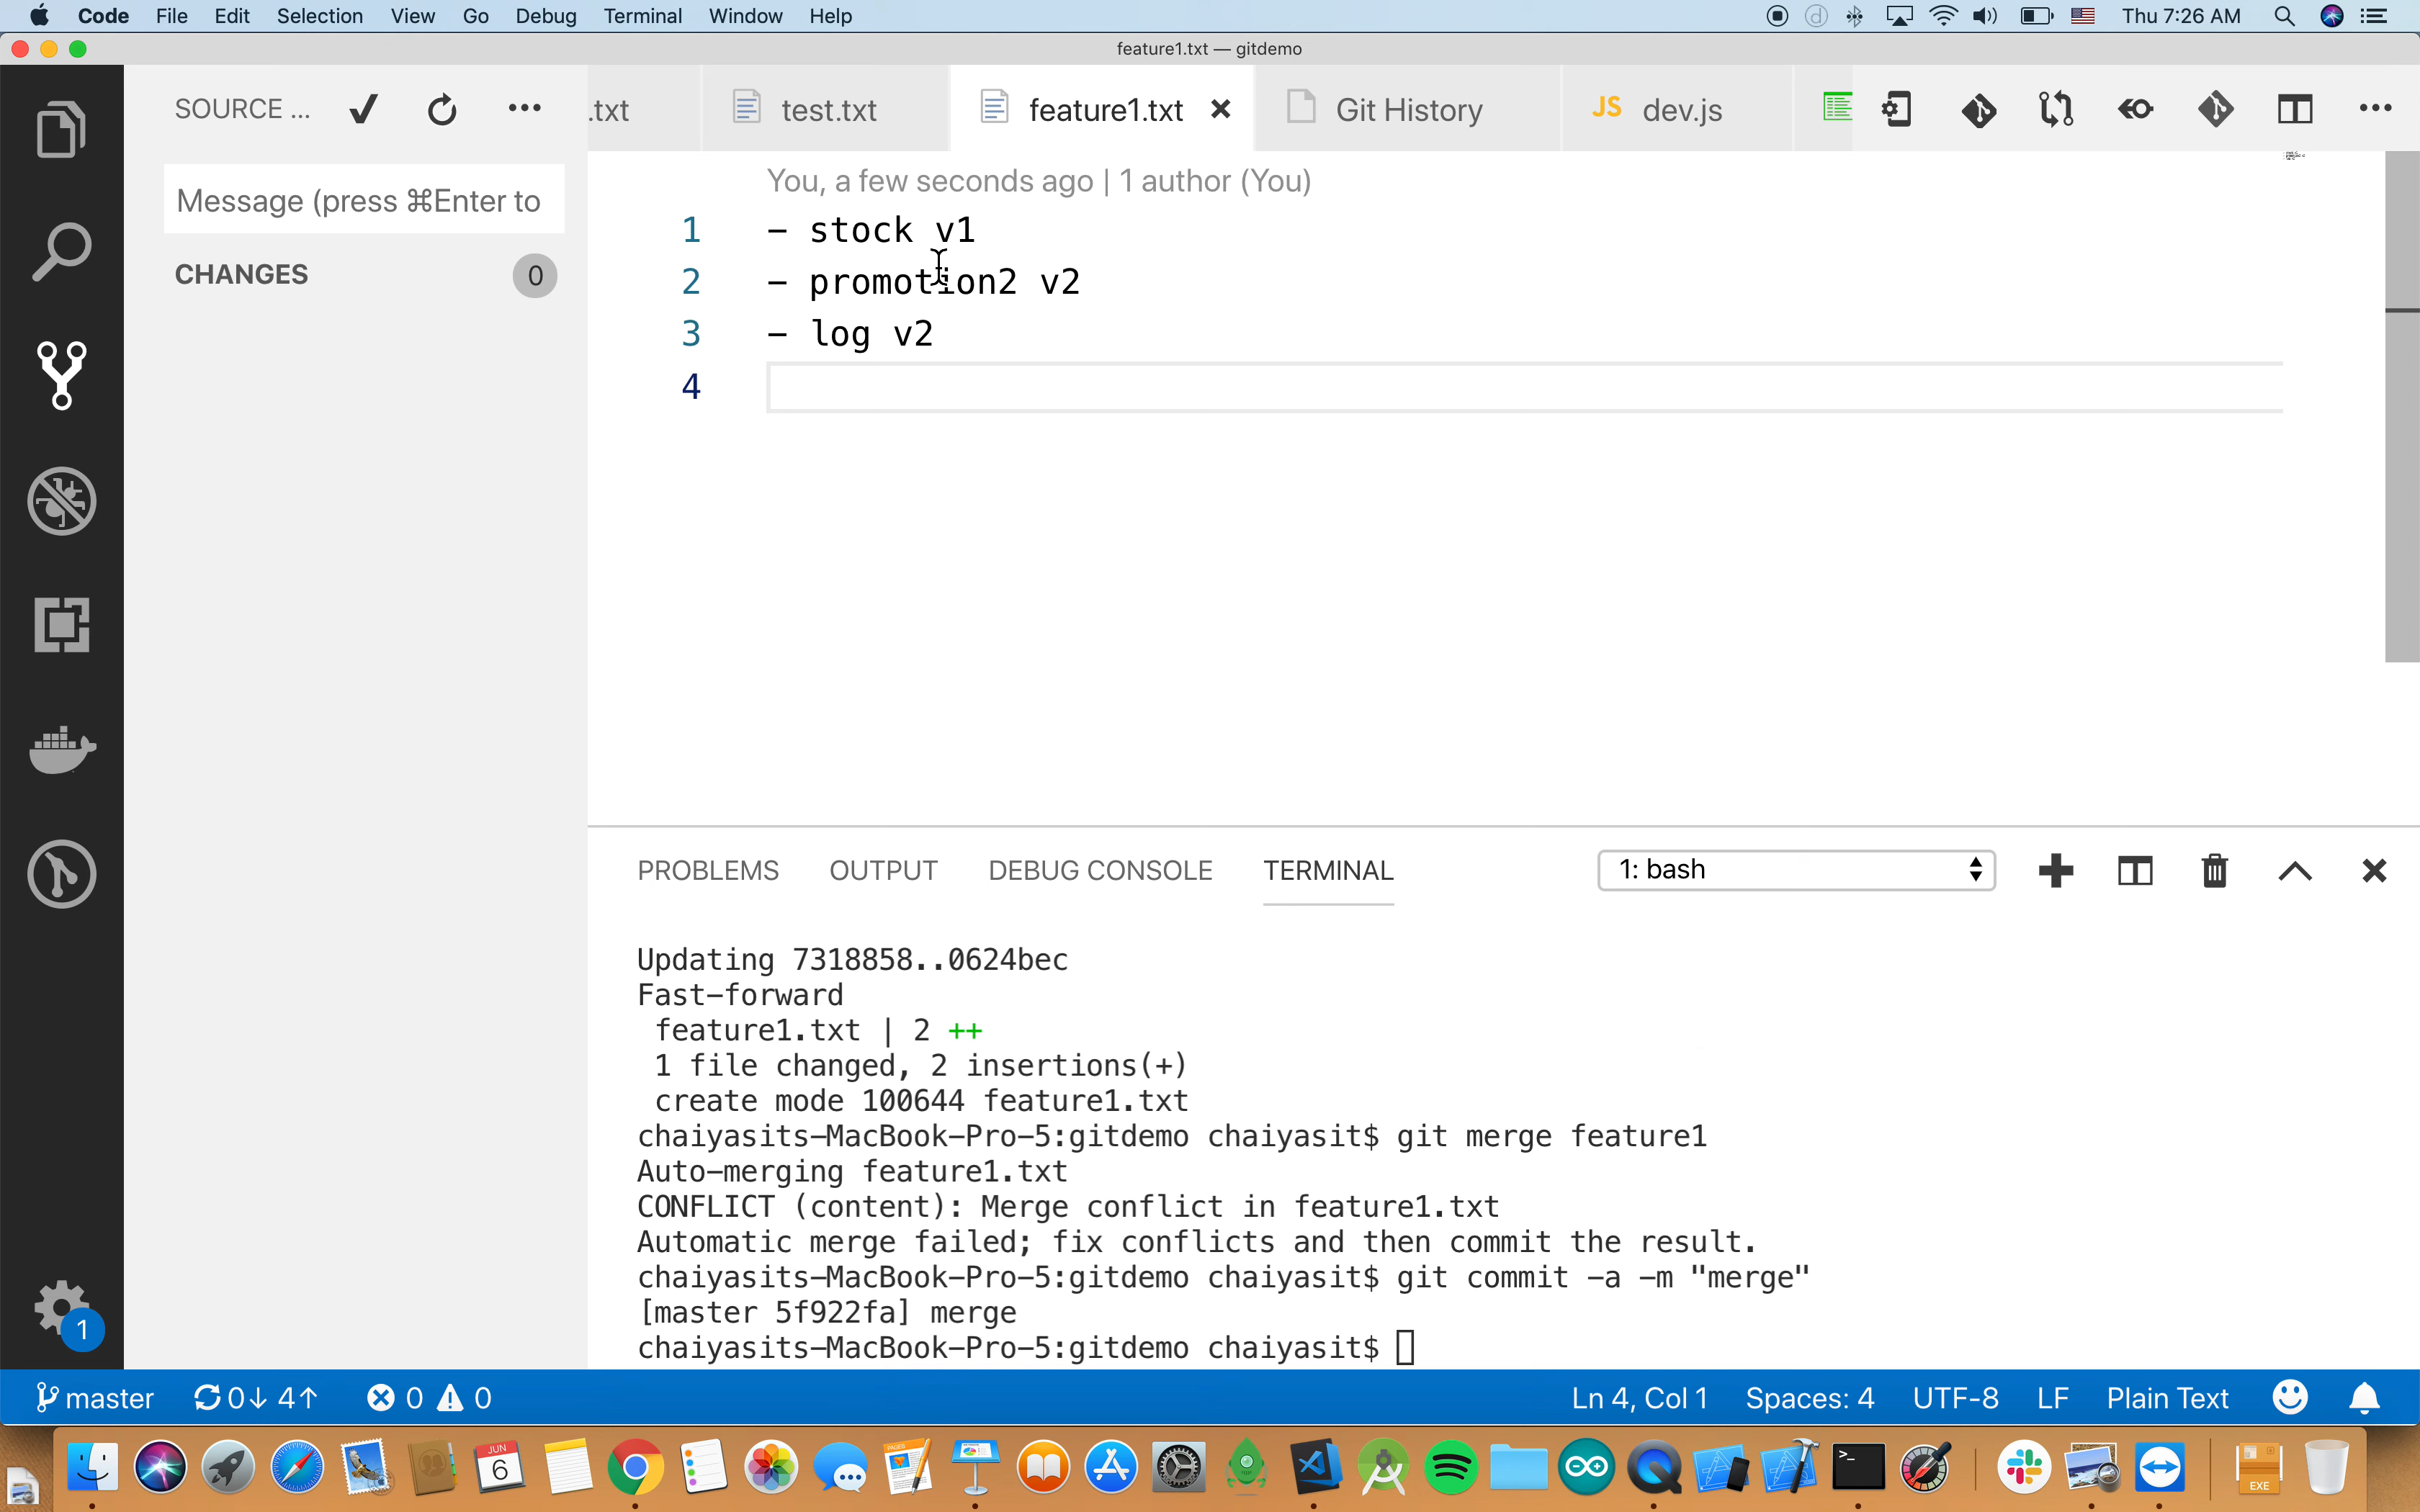 Code File Edit Selection View Go Debug Terminal Window Help Thu 7:26 AM
feature1.txt — gitdemo
SOURCE ... .txt test.txt feature1.txt Git History JS dev.js
Message (press ⌘Enter to
CHANGES 0
You, a few seconds ago | 1 author (You)
1 - stock v1
2 - promotion2 v2
3 - log v2
4
PROBLEMS OUTPUT DEBUG CONSOLE TERMINAL 1: bash
Updating 7318858..0624bec
Fast-forward
feature1.txt | 2 ++
1 file changed, 2 insertions(+)
create mode 100644 feature1.txt
chaiyasits-MacBook-Pro-5:gitdemo chaiyasit$ git merge feature1
Auto-merging feature1.txt
CONFLICT (content): Merge conflict in feature1.txt
Automatic merge failed; fix conflicts and then commit the result.
chaiyasits-MacBook-Pro-5:gitdemo chaiyasit$ git commit -a -m "merge"
[master 5f922fa] merge
chaiyasits-MacBook-Pro-5:gitdemo chaiyasit$
1
master 0↓ 4↑ 0 0 Ln 4, Col 1 Spaces: 4 UTF-8 LF Plain Text
JUN
6
PAGES
>_
EXE